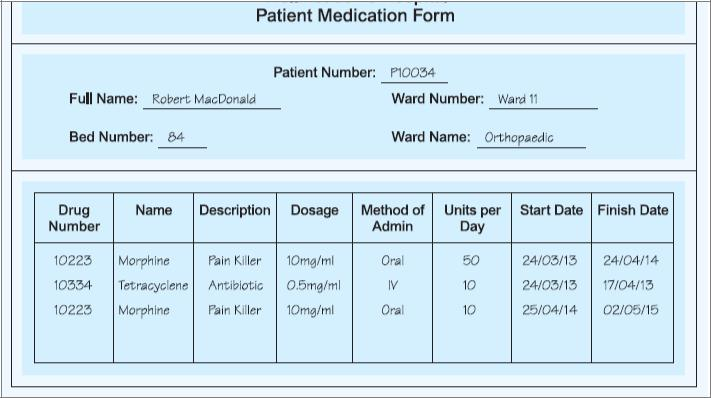 Patient Medication Form
Patient Number: P10034
Full Name: Robert MacDonald Ward Number: Ward 11
Bed Number: 84 Ward Name: Orthopaedic
Drug Number Name Description Dosage Method of Admin Units per Day Start Date Finish Date
10223 Morphine Pain Killer 10mg/ml Oral 50 24/03/13 24/04/14
10334 Tetracyclene Antibiotic 0.5mg/ml IV 10 24/03/13 17/04/13
10223 Morphine Pain Killer 10mg/ml Oral 10 25/04/14 02/05/15